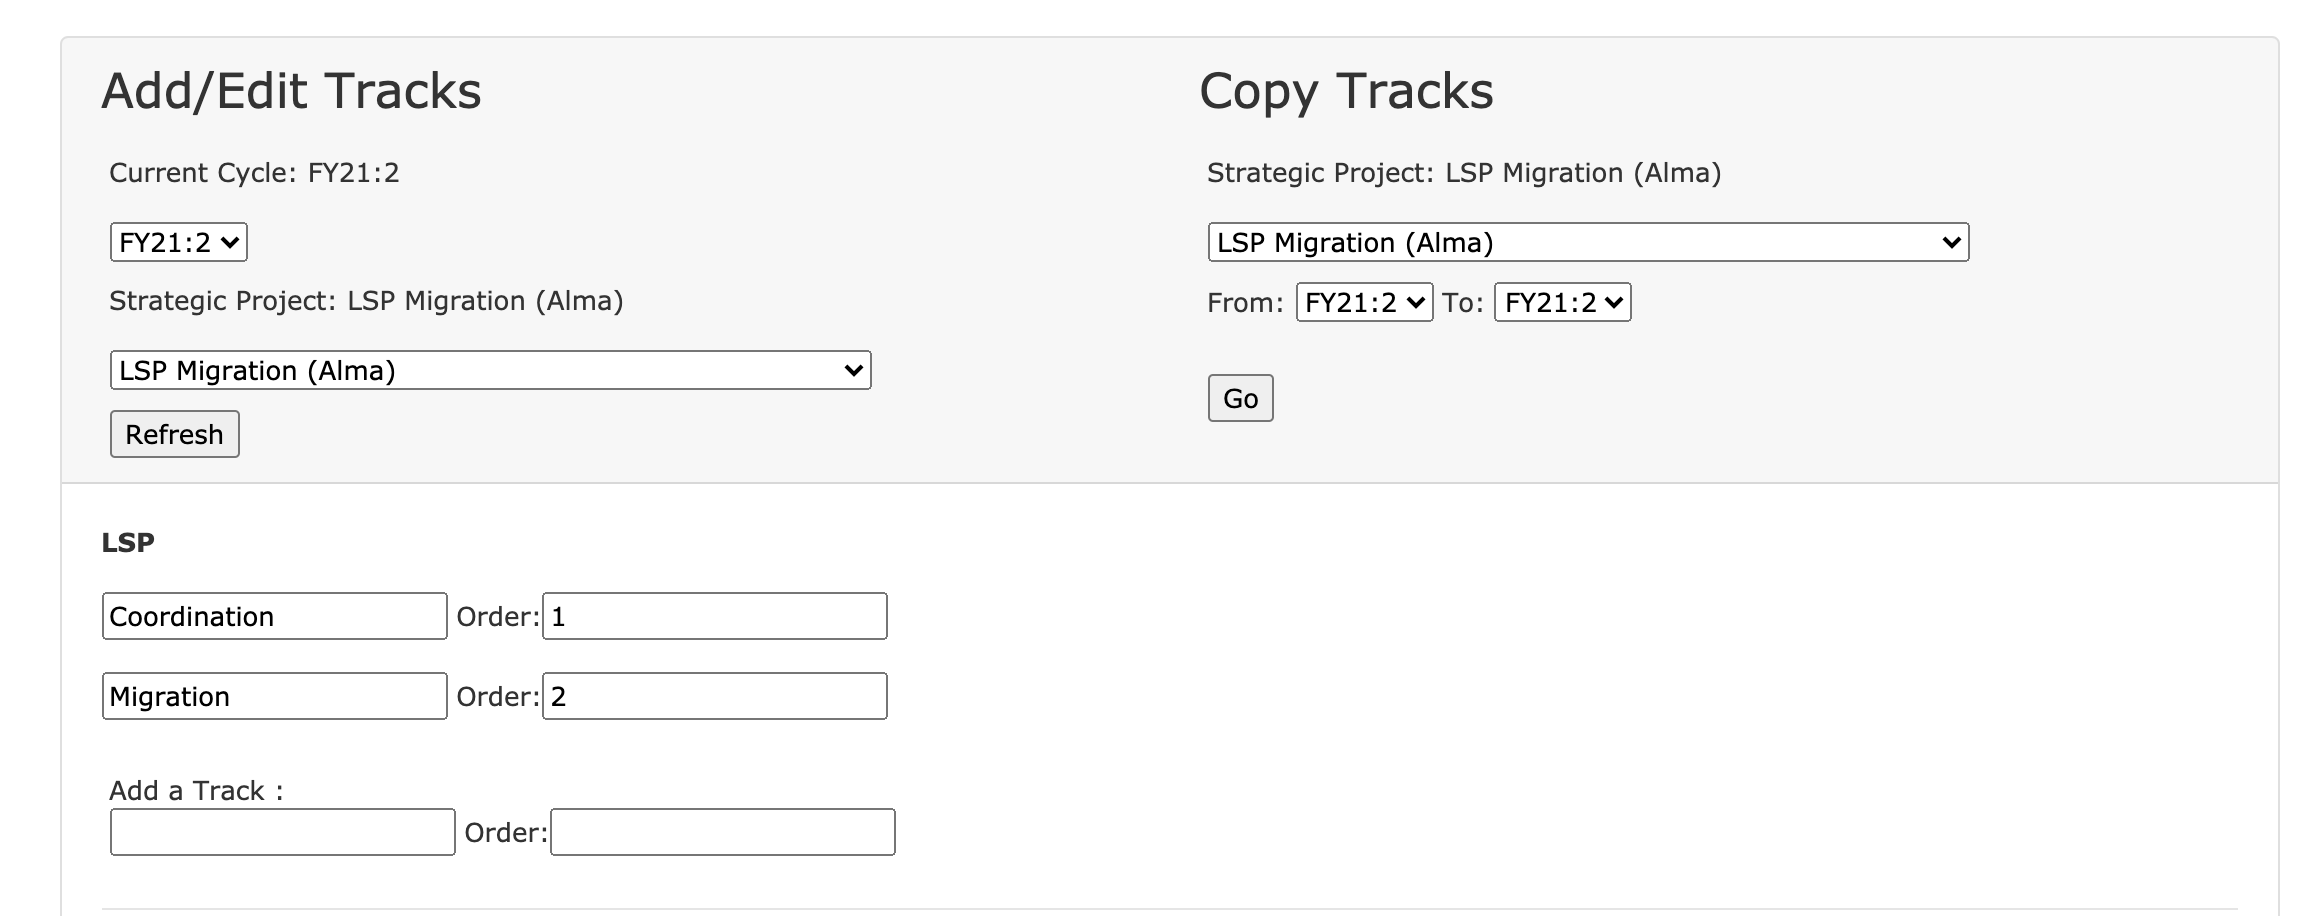 Add/Edit Tracks
Current Cycle: FY21:2
FY21:2
Strategic Project: LSP Migration (Alma)
LSP Migration (Alma)
Refresh
Copy Tracks
Strategic Project: LSP Migration (Alma)
LSP Migration (Alma)
From: FY21:2 To: FY21:2
Go
LSP
Coordination Order: 1
Migration Order: 2
Add a Track :
Order: